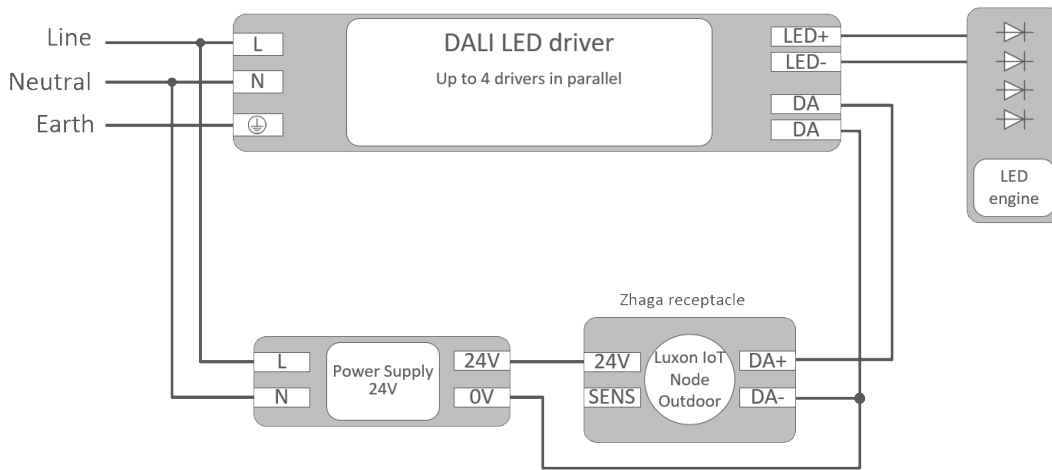 Line
Neutral
Earth
L
N
DALI LED driver
Up to 4 drivers in parallel
LED+
LED-
DA
DA
LED
engine
Zhaga receptacle
L
N
Power Supply
24V
24V
0V
24V
SENS
Luxon IoT
Node
Outdoor
DA+
DA-